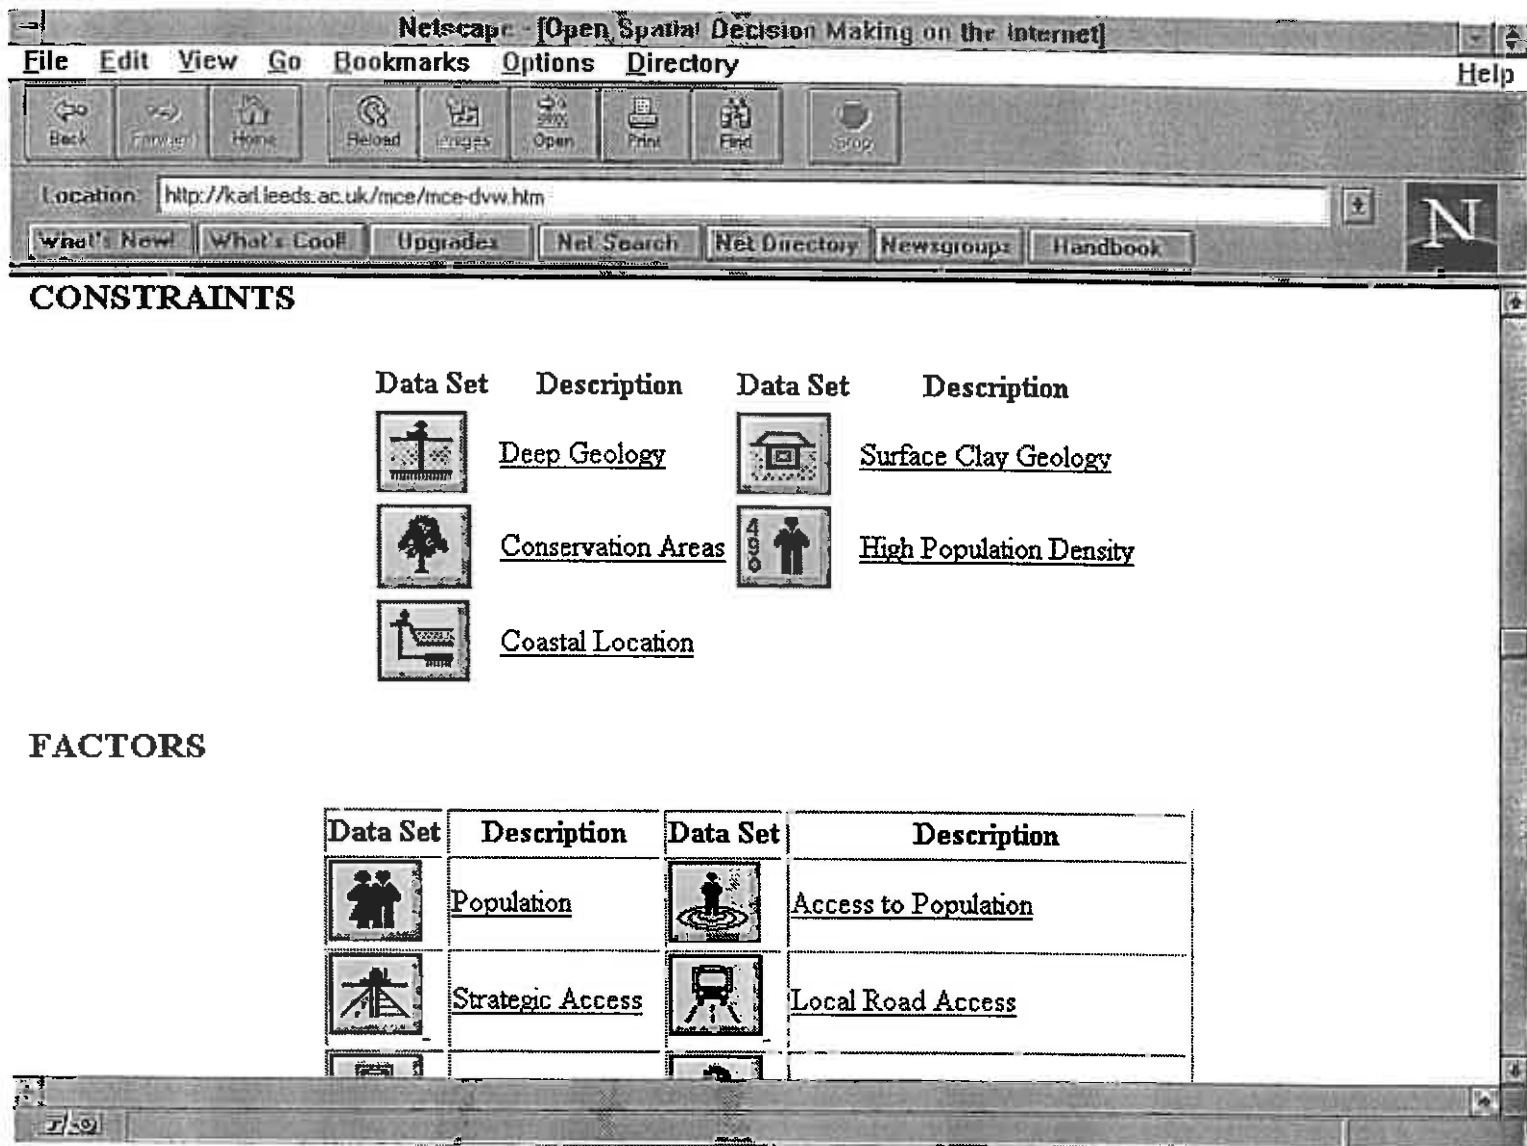 Netscape - [Open Spatial Decision Making on the Internet]
File Edit View Go Bookmarks Options Directory Help
Back Forward Home Reload Images Open Print Find Stop
Location: http://karl.leeds.ac.uk/mce/mce-dvw.htm
What's New! What's Cool! Upgrades Net Search Net Directory Newsgroups Handbook
N
CONSTRAINTS
Data Set Description Data Set Description
Deep Geology Surface Clay Geology
Conservation Areas 490 High Population Density
Coastal Location
FACTORS
Data Set Description Data Set Description
Population Access to Population
Strategic Access Local Road Access